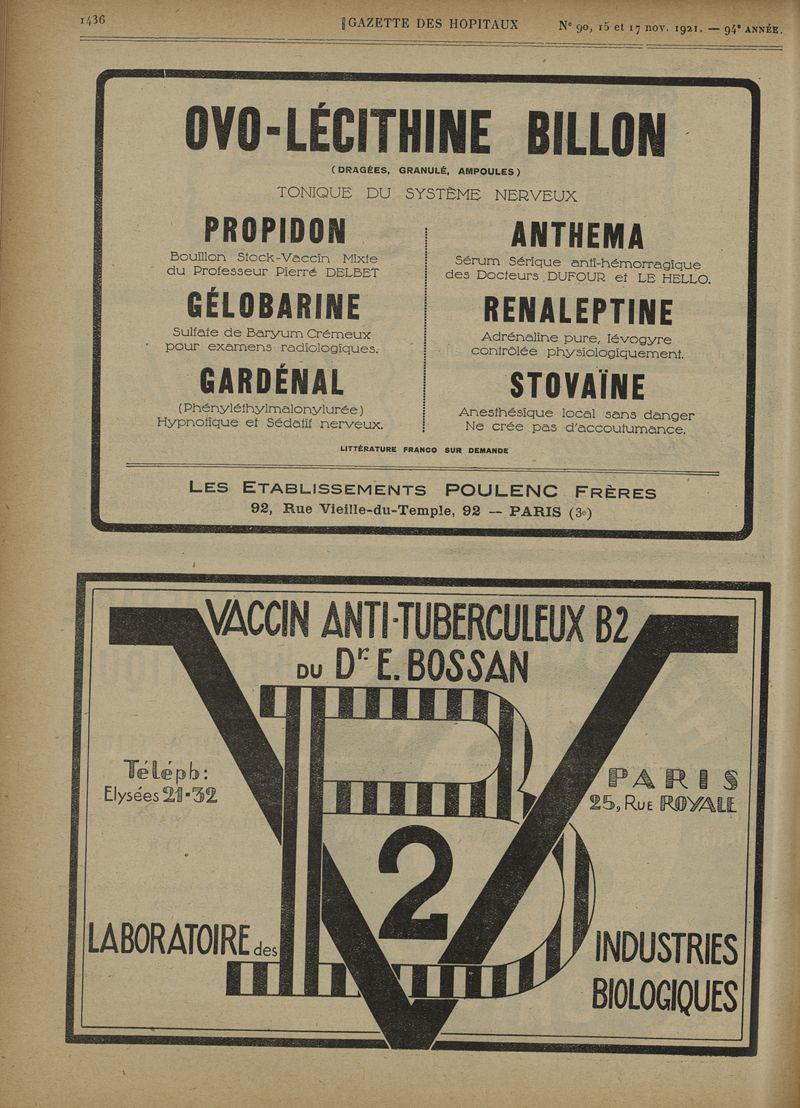 1436
GAZETTE DES HOPITAUX
N° 90, 15 et 17 nov. 1921. — 94e ANNÉE.
OVO-LÉCITHINE BILLON
(DRAGÉES, GRANULÉ, AMPOULES)
TONIQUE DU SYSTÈME NERVEUX
PROPIDON
Bouillon Stock-Vaccin Mixte
du Professeur Pierre DELBET
GÉLOBARINE
Sulfate de Baryum Crémeux
pour examens radiologiques.
GARDÉNAL
(Phényléthylmalonylurée)
Hypnotique et Sédatif nerveux.
ANTHEMA
Sérum Sérique anti-hémorragique
des Docteurs DUFOUR et LE HELLO.
RENALEPTINE
Adrénaline pure, lévogyre
contrôlée physiologiquement.
STOVAÏNE
Anesthésique local sans danger
Ne crée pas d'accoutumance.
LITTÉRATURE FRANCO SUR DEMANDE
LES ETABLISSEMENTS POULENC FRÈRES
92, Rue Vieille-du-Temple, 92 — PARIS (3e)
VACCIN ANTI-TUBERCULEUX B2
DU Dr. E. BOSSAN
V B 2
Téléph:
Elysées 21-32
PARIS
25, RUE ROYALE
LABORATOIRE des
INDUSTRIES
BIOLOGIQUES